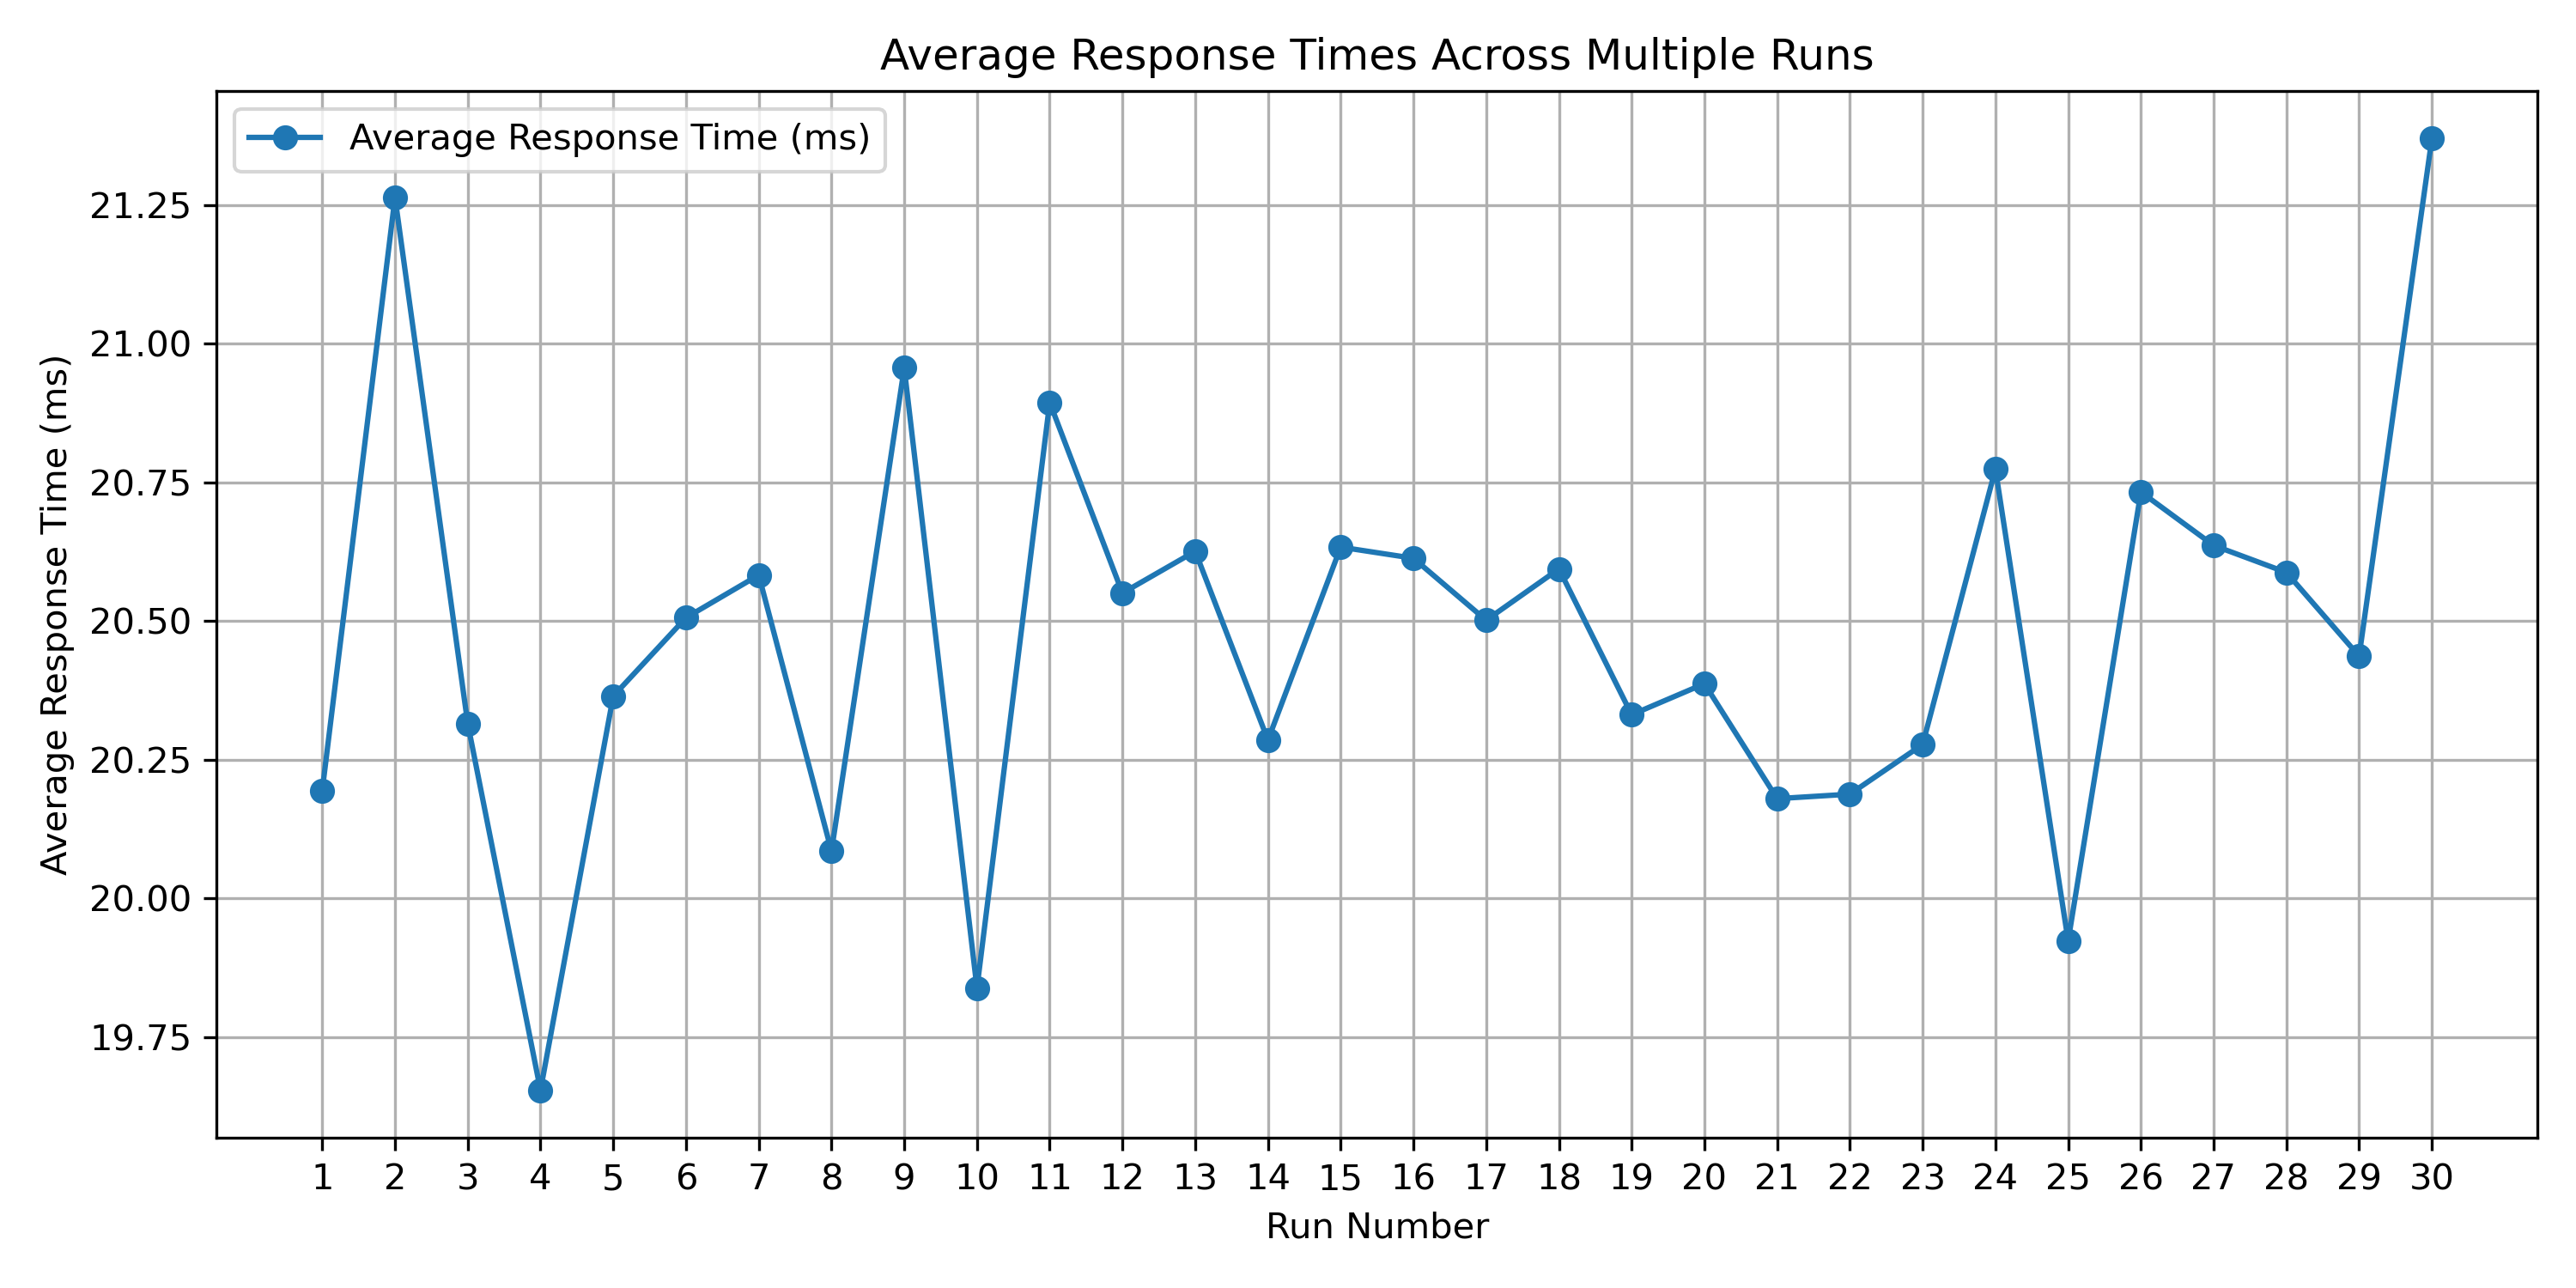 Average Response Times Across Multiple Runs
Average Response Time (ms)
Average Response Time (ms)
21.25
21.00
20.75
20.50
20.25
20.00
19.75
1 2 3 4 5 6 7 8 9 10 11 12 13 14 15 16 17 18 19 20 21 22 23 24 25 26 27 28 29 30
Run Number